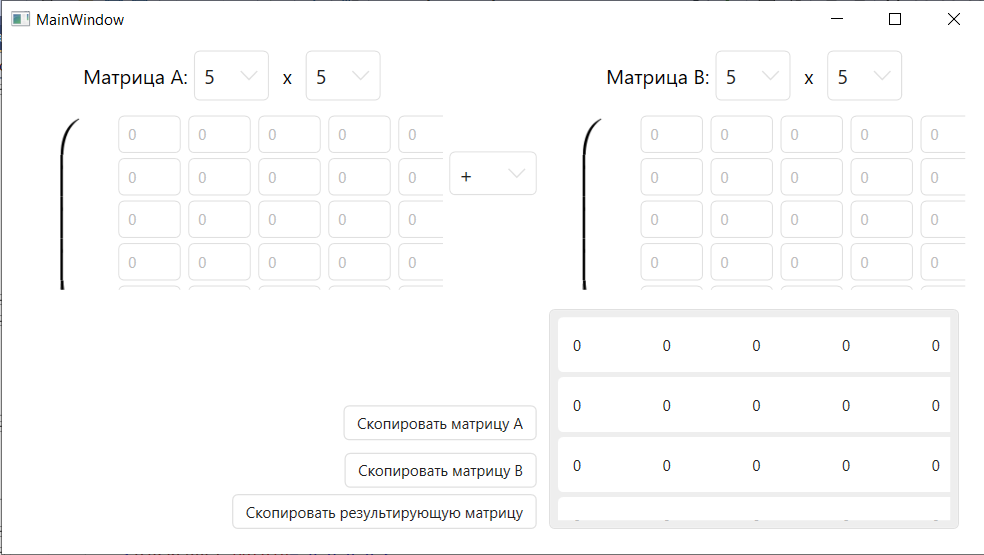 MainWindow
Матрица A: 5 x 5
Матрица B: 5 x 5
0 0 0 0 0
0 0 0 0 0
0 0 0 0 0
0 0 0 0 0
+
0 0 0 0 0
0 0 0 0 0
0 0 0 0 0
0 0 0 0 0
0 0 0 0 0
0 0 0 0 0
0 0 0 0 0
Скопировать матрицу A
Скопировать матрицу B
Скопировать результирующую матрицу